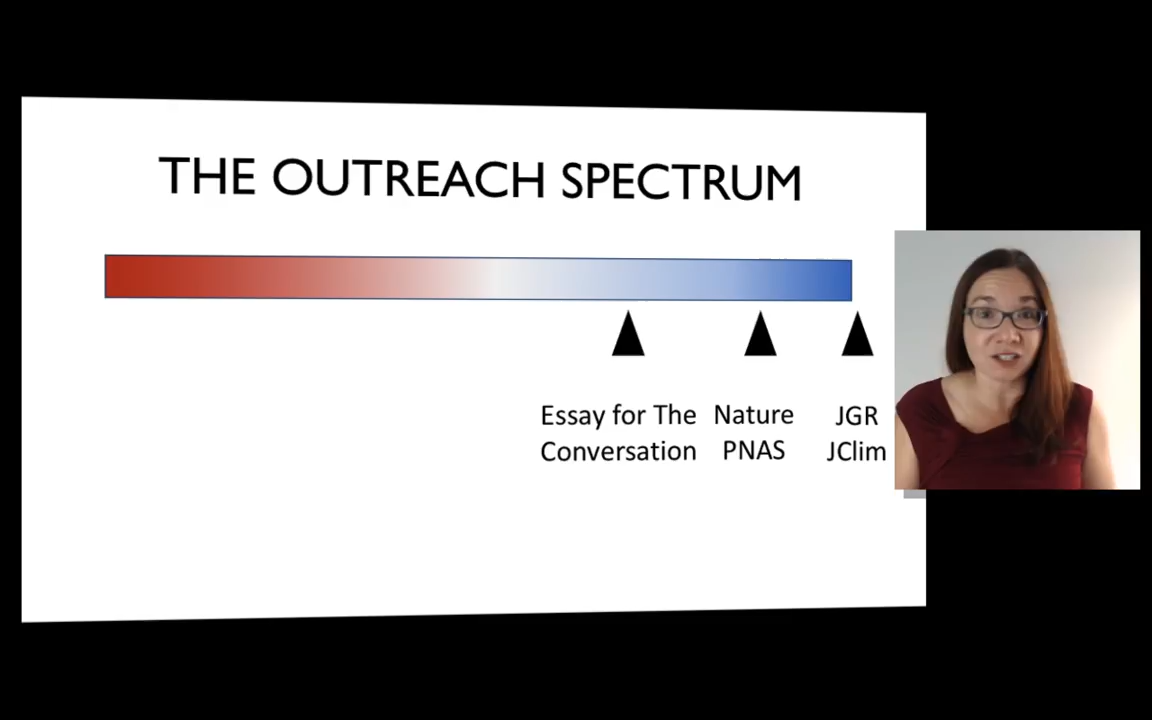 THE OUTREACH SPECTRUM
Essay for The Conversation
Nature PNAS
JGR JClim